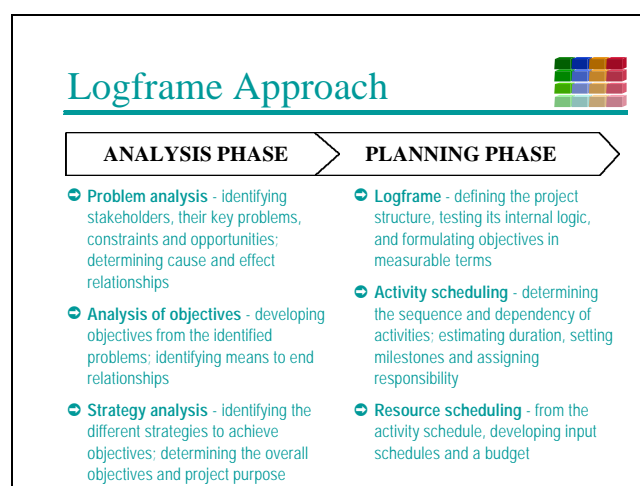 Logframe Approach
ANALYSIS PHASE
PLANNING PHASE
Problem analysis - identifying
stakeholders, their key problems,
constraints and opportunities;
determining cause and effect
relationships
Analysis of objectives - developing
objectives from the identified
problems; identifying means to end
relationships
Strategy analysis - identifying the
different strategies to achieve
objectives; determining the overall
objectives and project purpose
Logframe - defining the project
structure, testing its internal logic,
and formulating objectives in
measurable terms
Activity scheduling - determining
the sequence and dependency of
activities; estimating duration, setting
milestones and assigning
responsibility
Resource scheduling - from the
activity schedule, developing input
schedules and a budget